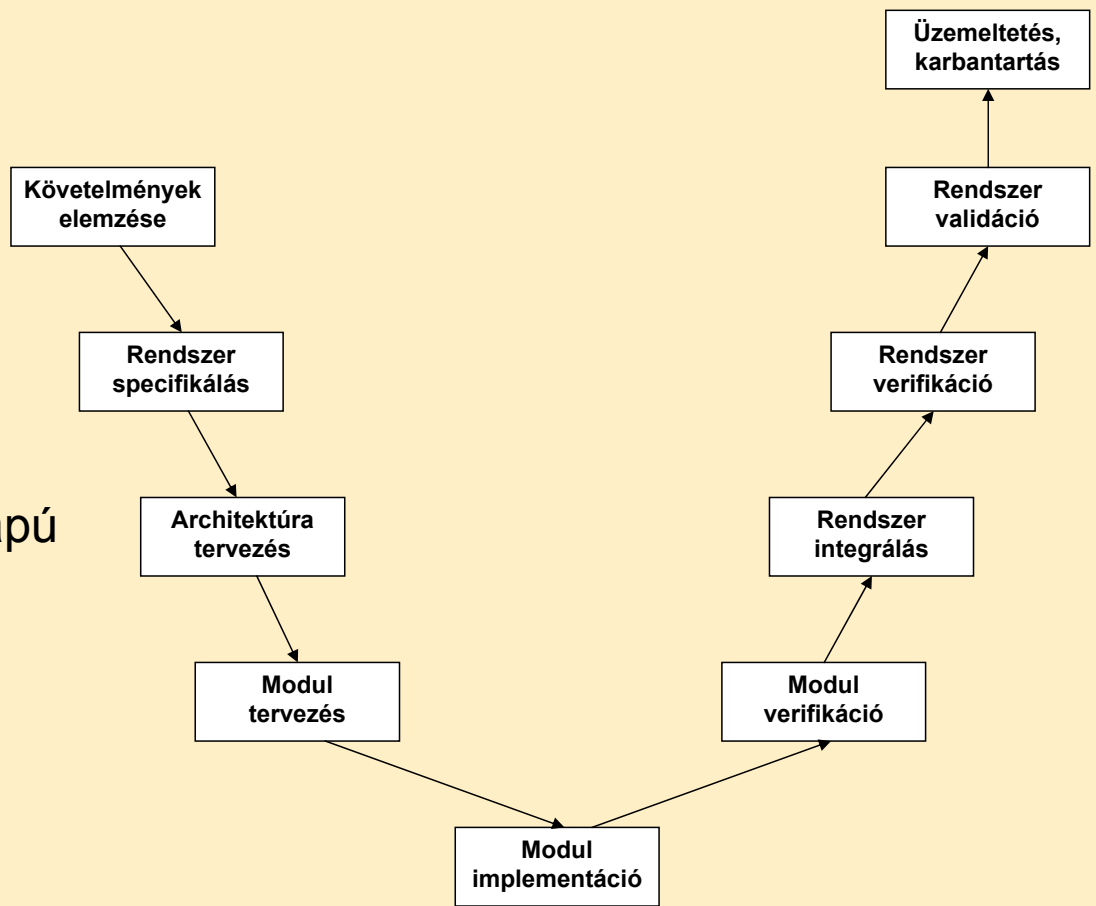 Üzemeltetés,
karbantartás
Követelmények
elemzése
Rendszer
validáció
Rendszer
specifikálás
Rendszer
verifikáció
Architektúra
tervezés
Rendszer
integrálás
Modul
tervezés
Modul
verifikáció
Modul
implementáció